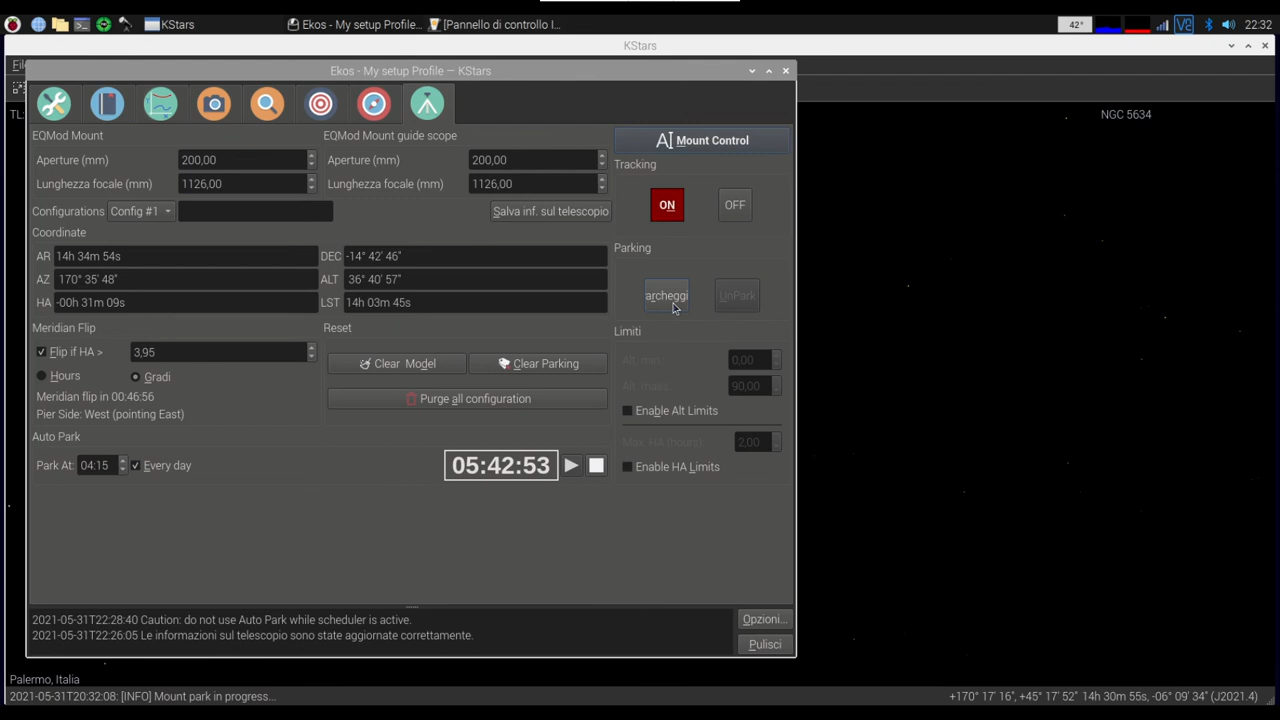 KStars
Ekos - My setup Profile...
[Pannello di controllo I...
42°
V2
22:32
KStars
TL:
NGC 5634
Ekos - My setup Profile — KStars
EQMod Mount
EQMod Mount guide scope
Aperture (mm) 200,00
Aperture (mm) 200,00
Lunghezza focale (mm) 1126,00
Lunghezza focale (mm) 1126,00
Configurations Config #1
Salva inf. sul telescopio
Coordinate
AR 14h 34m 54s
DEC -14° 42' 46"
AZ 170° 35' 48"
ALT 36° 40' 57"
HA -00h 31m 09s
LST 14h 03m 45s
Meridian Flip
Flip if HA > 3,95
Hours Gradi
Meridian flip in 00:46:56
Pier Side: West (pointing East)
Reset
Clear Model
Clear Parking
Purge all configuration
Auto Park
Park At: 04:15 Every day
05:42:53
Mount Control
Tracking
ON OFF
Parking
archeggi UnPark
Limiti
Alt. min. 0,00
Alt. mass. 90,00
Enable Alt Limits
Max. HA (hours): 2,00
Enable HA Limits
2021-05-31T22:28:40 Caution: do not use Auto Park while scheduler is active.
2021-05-31T22:26:05 Le informazioni sul telescopio sono state aggiornate correttamente.
Opzioni...
Pulisci
Palermo, Italia
2021-05-31T20:32:08: [INFO] Mount park in progress...
+170° 17' 16", +45° 17' 52" 14h 30m 55s, -06° 09' 34" (J2021.4)